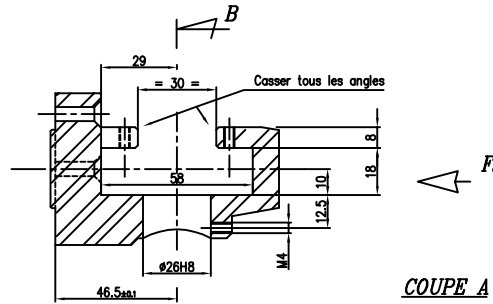 B
29
= 30 =
Casser tous les angles
8
18
58
10
12.5
M4
ø26H8
46.5±0.1
COUPE A